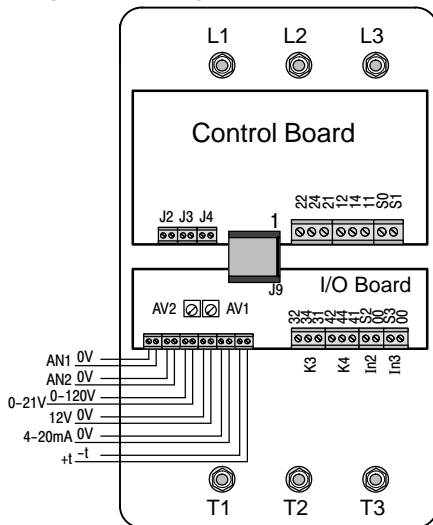 L1 L2 L3
Control Board
22 24 21 12 14 11 S0 S1
J2 J3 J4
1
J9
I/O Board
AV2 AV1
32 34 31 42 44 41 S2 00 S3 00
K3 K4 In2 In3
AN1 0V
AN2 0V
0-21V 0-120V
12V 0V
4-20mA 0V
+t -t
T1 T2 T3